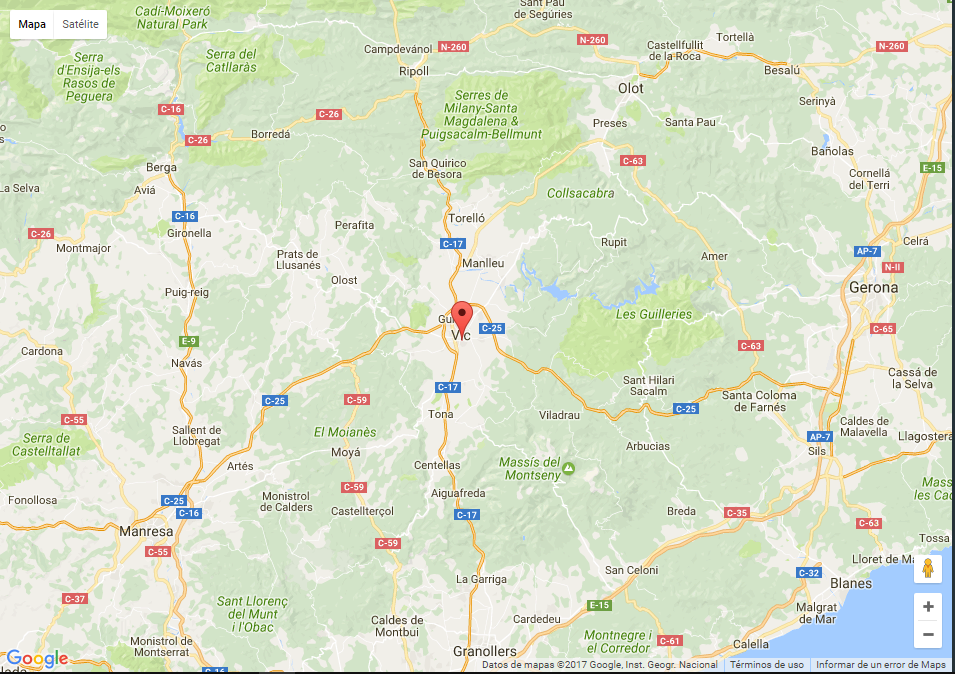 Mapa
Satélite
Cadí-Moixeró
Natural Park
Sant Pau
de Segúries
Campdevánol
N-260
N-260
Castellfullit
de la Roca
Tortellà
N-260
Serra
d'Ensija-els
Rasos de
Peguera
Serra del
Catllaràs
Ripoll
Besalú
Olot
Serres de
Milany-Santa
Magdalena &
Puigsacalm-Bellmunt
Serinyà
C-16
C-26
Preses
Santa Pau
C-26
Borredá
Bañolas
Berga
San Quirico
de Besora
C-63
E-15
Cornellá
del Terri
La Selva
Aviá
Collsacabra
C-16
Gironella
Perafita
Torelló
C-26
Montmajor
C-17
Rupit
Celrá
AP-7
Prats de
Llusanés
Manlleu
Amer
N-II
Olost
Puig-reig
Gerona
Les Guilleries
Vic
C-25
C-65
E-9
C-63
Cardona
Navás
Cassá de
la Selva
Sant Hilari
Sacalm
C-17
C-25
C-59
Santa Coloma
de Farnés
C-25
C-55
Tona
Viladrau
Caldes de
Malavella
Serra de
Castelltallat
Sallent de
Llobregat
El Moianès
AP-7
Llagostera
Arbucias
Sils
Moyá
Artés
Centellas
Massís del
Montseny
C-59
Aiguafreda
Fonollosa
C-25
C-16
Monistrol
de Calders
Castellterçol
C-17
Breda
C-35
C-63
Manresa
C-55
C-59
Tossa
Lloret de
San Celoni
C-32
Blanes
La Garriga
C-37
Sant Llorenç
del Munt
i l'Obac
E-15
Malgrat
de Mar
Caldes de
Montbui
Cardedeu
Montnegre i
el Corredor
C-61
Calella
Monistrol de
Montserrat
Granollers
Google
C-16
Datos de mapas ©2017 Google, Inst. Geogr. Nacional
Términos de uso
Informar de un error de Maps